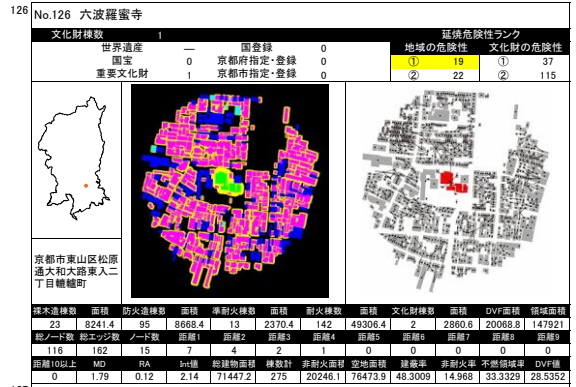 126
No.126 六波羅蜜寺
文化財棟数 1 延焼危険性ランク
世界遺産 ― 国登録 0 地域の危険性 文化財の危険性
国宝 0 京都府指定・登録 0 ① 19 ① 37
重要文化財 1 京都市指定・登録 0 ② 22 ② 115
京都市東山区松原
通大和大路東入二
丁目轆轤町
裸木造棟数 面積 防火造棟数 面積 準耐火棟数 面積 耐火棟数 面積 文化財棟数 面積 DVF面積 領域面積
23 8241.4 95 8668.4 13 2370.4 142 49306.4 2 2860.6 20068.8 147921
総ノード数 総エッジ数 ノード数 距離1 距離2 距離3 距離4 距離5 距離6 距離7 距離8 距離9
116 162 15 7 4 2 1 0 0 0 0 0
距離10以上 MD RA Int値 総建物面積 棟数計 非耐火面積 空地面積 建蔽率 非耐火率 不燃領域率 DVF値
0 1.79 0.12 2.14 71447.2 275 20246.1 76473.9 48.3009 14.968 33.3329 28.5352